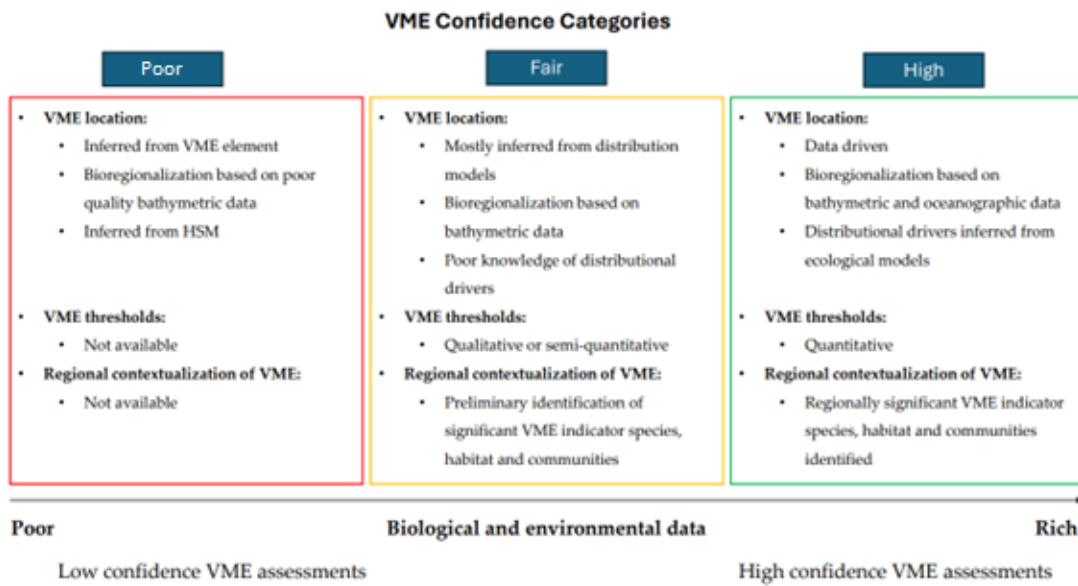 VME Confidence Categories
Poor
Fair
High
• VME location:
• Inferred from VME element
• Bioregionalization based on poor
quality bathymetric data
• Inferred from HSM
• VME thresholds:
• Not available
• Regional contextualization of VME:
• Not available
• VME location:
• Mostly inferred from distribution
models
• Bioregionalization based on
bathymetric data
• Poor knowledge of distributional
drivers
• VME thresholds:
• Qualitative or semi-quantitative
• Regional contextualization of VME:
• Preliminary identification of
significant VME indicator species,
habitat and communities
• VME location:
• Data driven
• Bioregionalization based on
bathymetric and oceanographic data
• Distributional drivers inferred from
ecological models
• VME thresholds:
• Quantitative
• Regional contextualization of VME:
• Regionally significant VME indicator
species, habitat and communities
identified
Poor
Biological and environmental data
Rich
Low confidence VME assessments
High confidence VME assessments